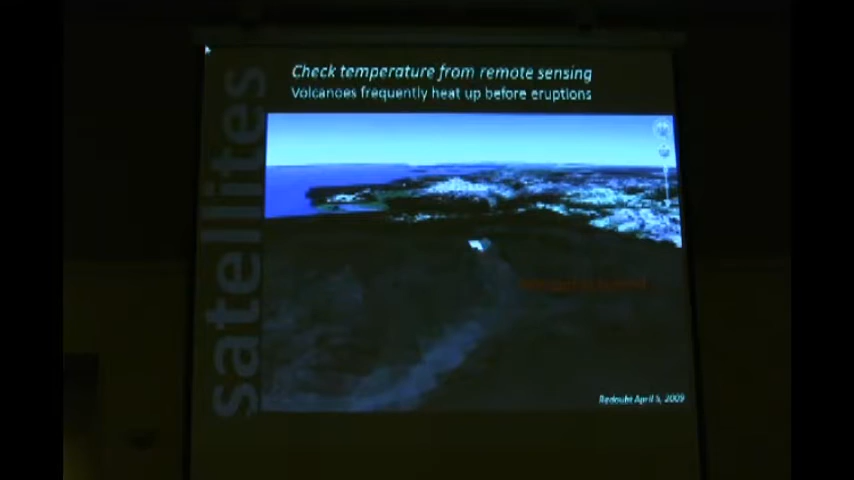 satellites
Check temperature from remote sensing
Volcanoes frequently heat up before eruptions
Redoubt April 5, 2009